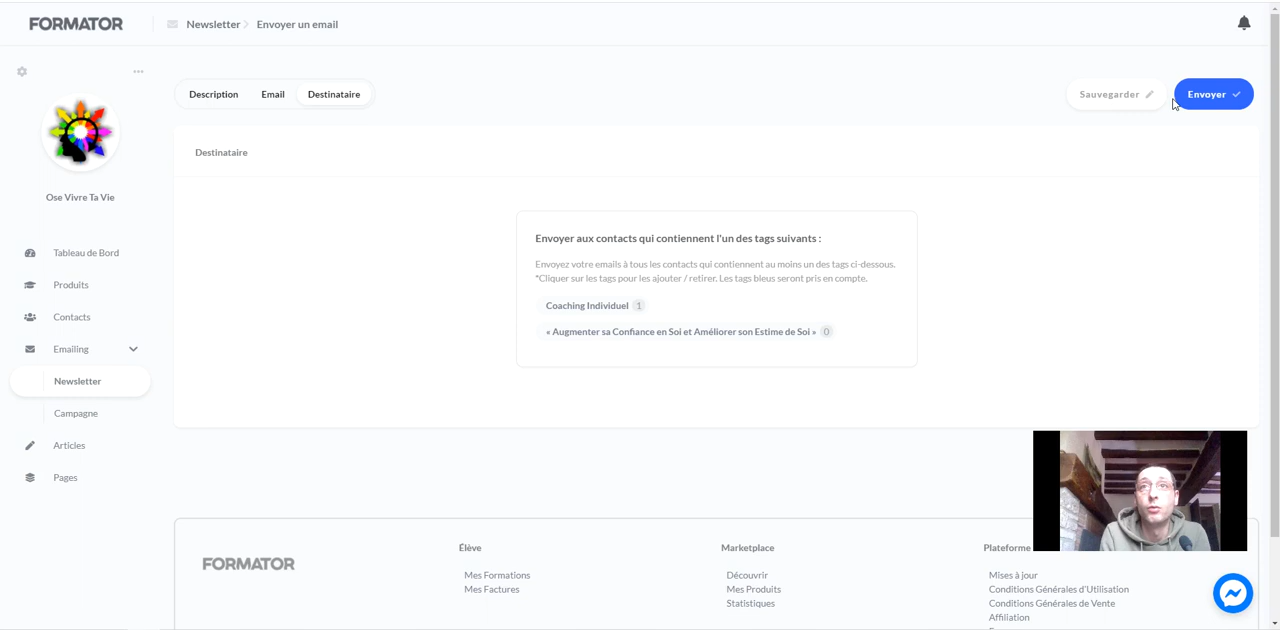 FORMATOR
Newsletter
Envoyer un email
Description
Email
Destinataire
Sauvegarder
Envoyer
Destinataire
Ose Vivre Ta Vie
Tableau de Bord
Produits
Contacts
Emailing
Newsletter
Campagne
Articles
Pages
Envoyer aux contacts qui contiennent l'un des tags suivants :
Envoyez votre emails à tous les contacts qui contiennent au moins un des tags ci-dessous.
*Cliquer sur les tags pour les ajouter / retirer. Les tags bleus seront pris en compte.
Coaching Individuel 1
« Augmenter sa Confiance en Soi et Améliorer son Estime de Soi » 0
FORMATOR
Élève
Mes Formations
Mes Factures
Marketplace
Découvrir
Mes Produits
Statistiques
Plateforme
Mises à jour
Conditions Générales d'Utilisation
Conditions Générales de Vente
Affiliation